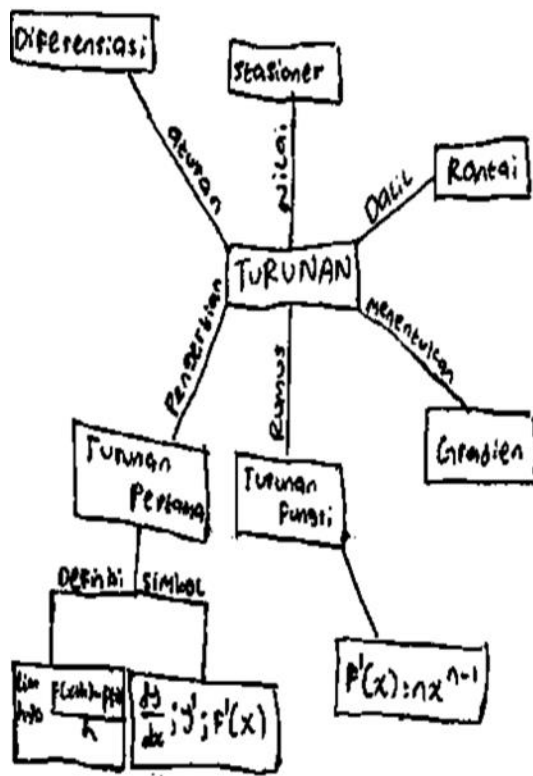 Diferensiasi
Stasioner
aturan
Nilai
Dalil
Rantai
TURUNAN
Pengertian
Rumus
menentukan
Turunan
Pertama
Turunan
Fungsi
Gradien
Definisi
Simbol
lim h→0 F(x+h)-F(x) / h
dy/dx ; y' ; F'(x)
F'(x) : nx^n-1